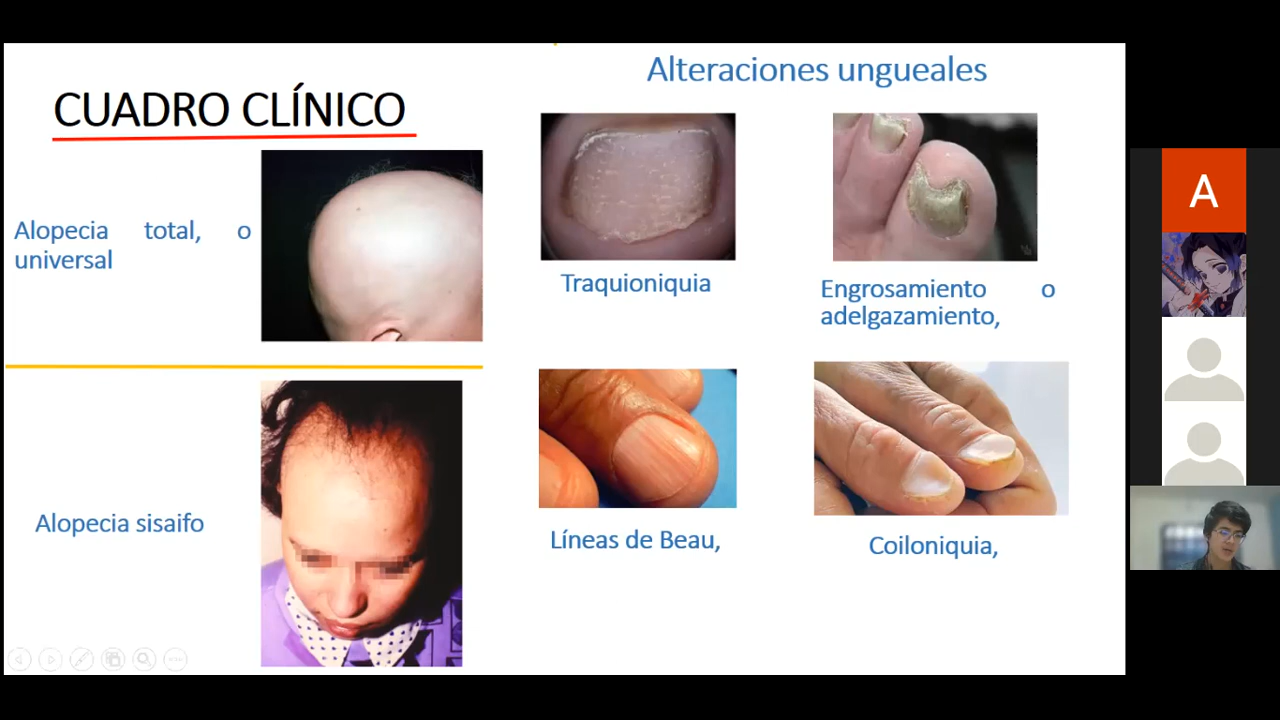 CUADRO CLÍNICO
Alopecia total, o
universal
Alopecia sisaifo
Alteraciones ungueales
Traquioniquia
Engrosamiento o
adelgazamiento,
Líneas de Beau,
Coiloniquia,
A